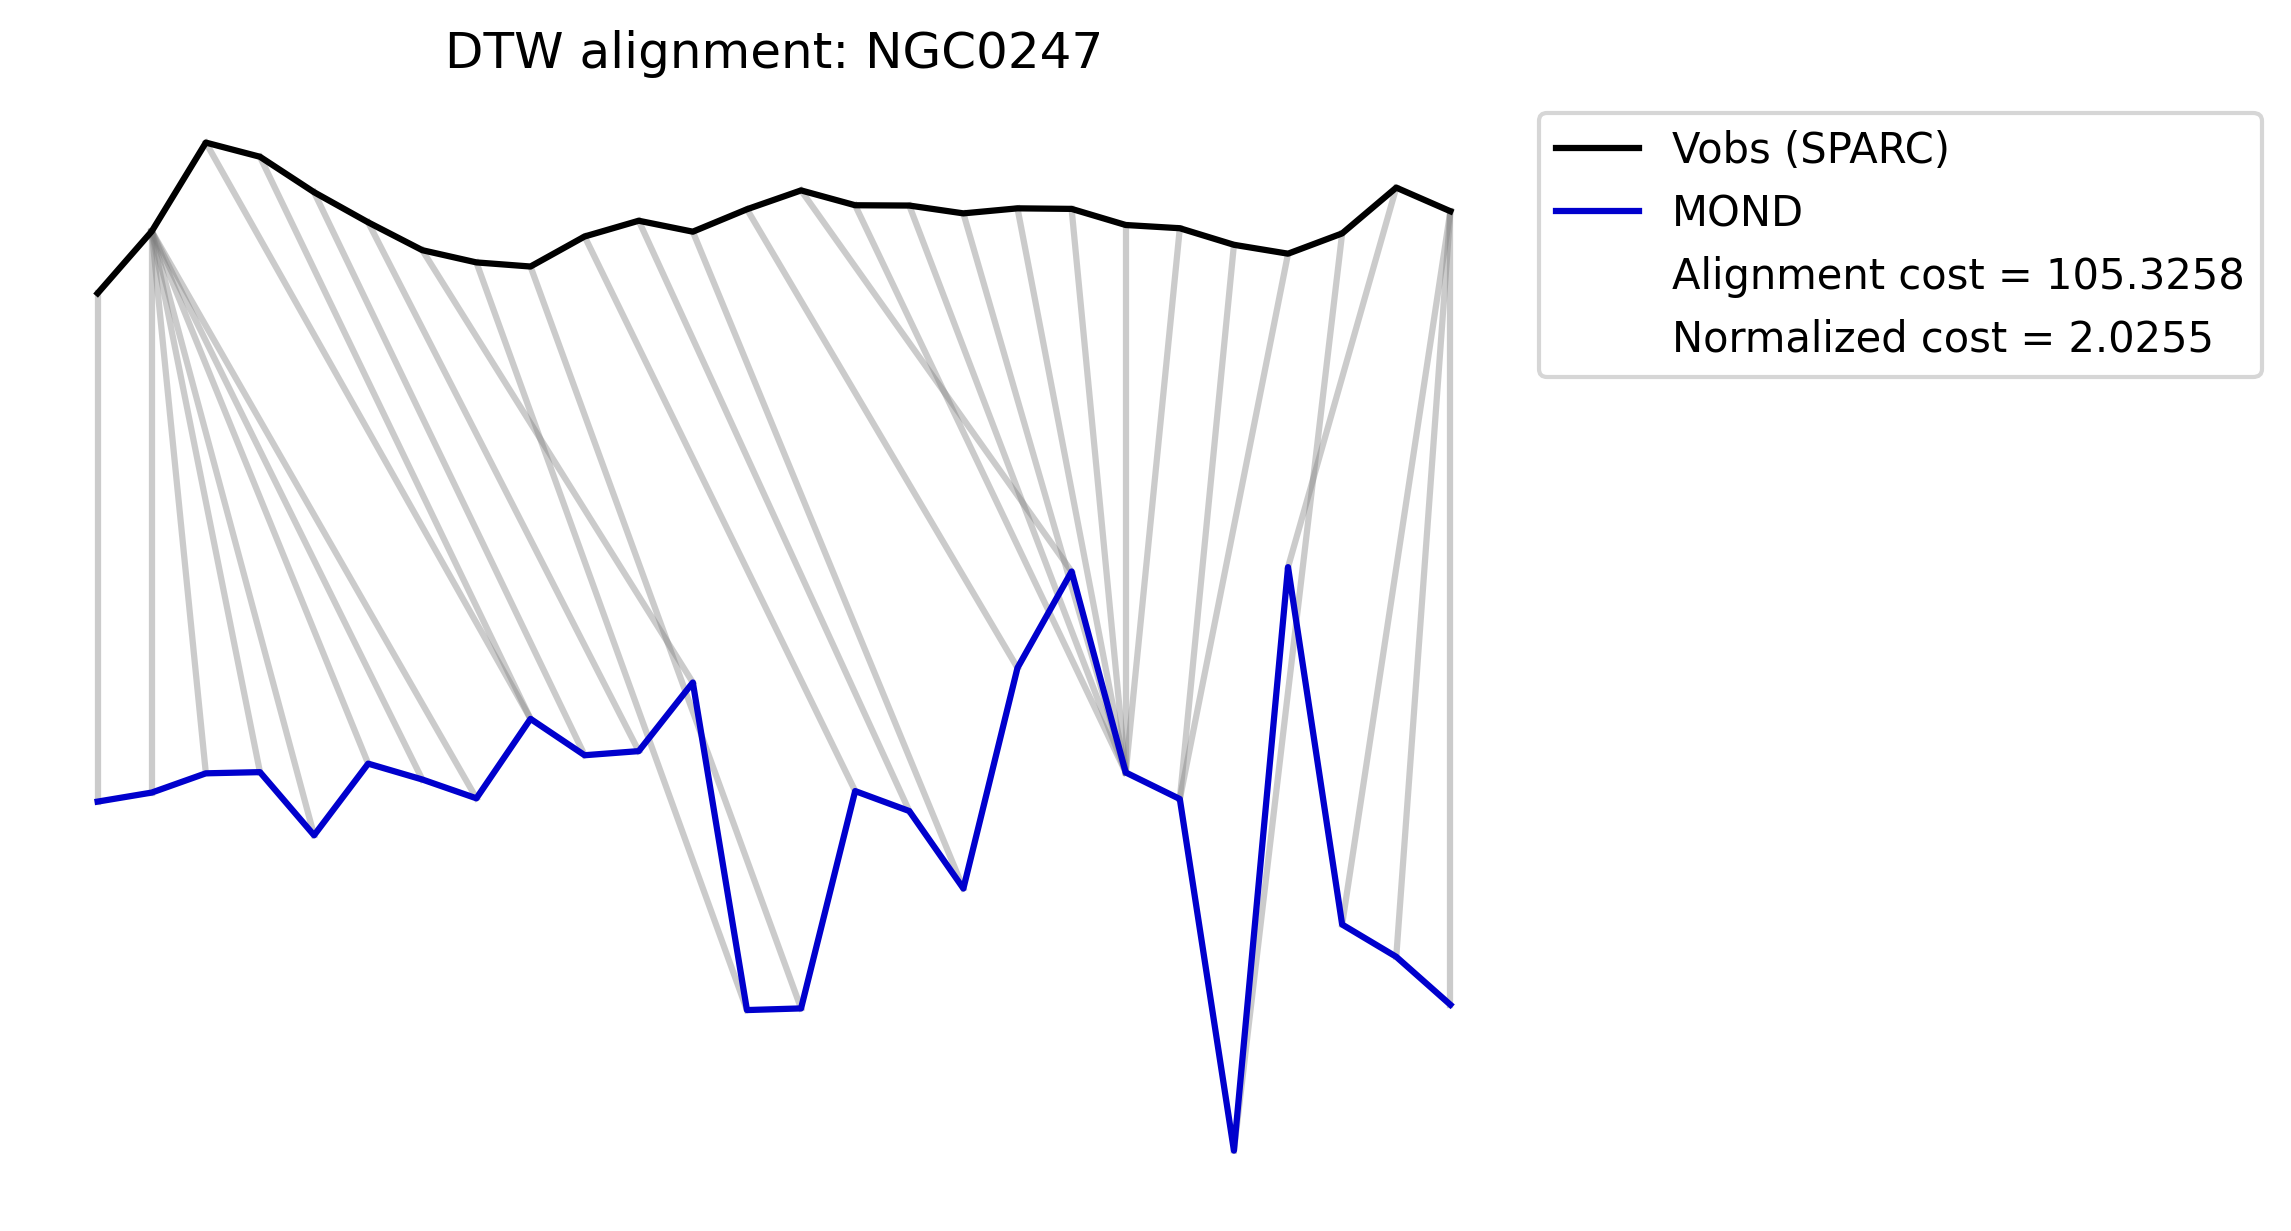 DTW alignment: NGC0247
Vobs (SPARC)
MOND
Alignment cost = 105.3258
Normalized cost = 2.0255